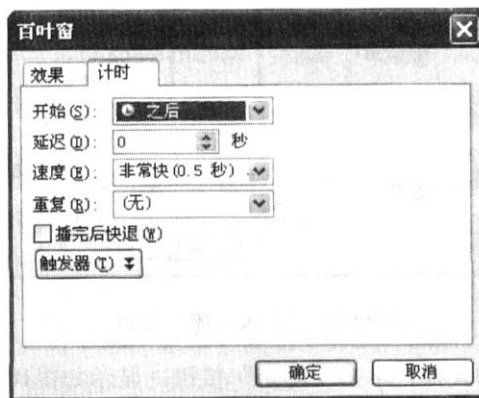 百叶窗
效果 计时
开始(S): 之后
延迟(D): 0 秒
速度(E): 非常快(0.5 秒)
重复(R): (无)
播完后快退(W)
触发器(T)
确定 取消